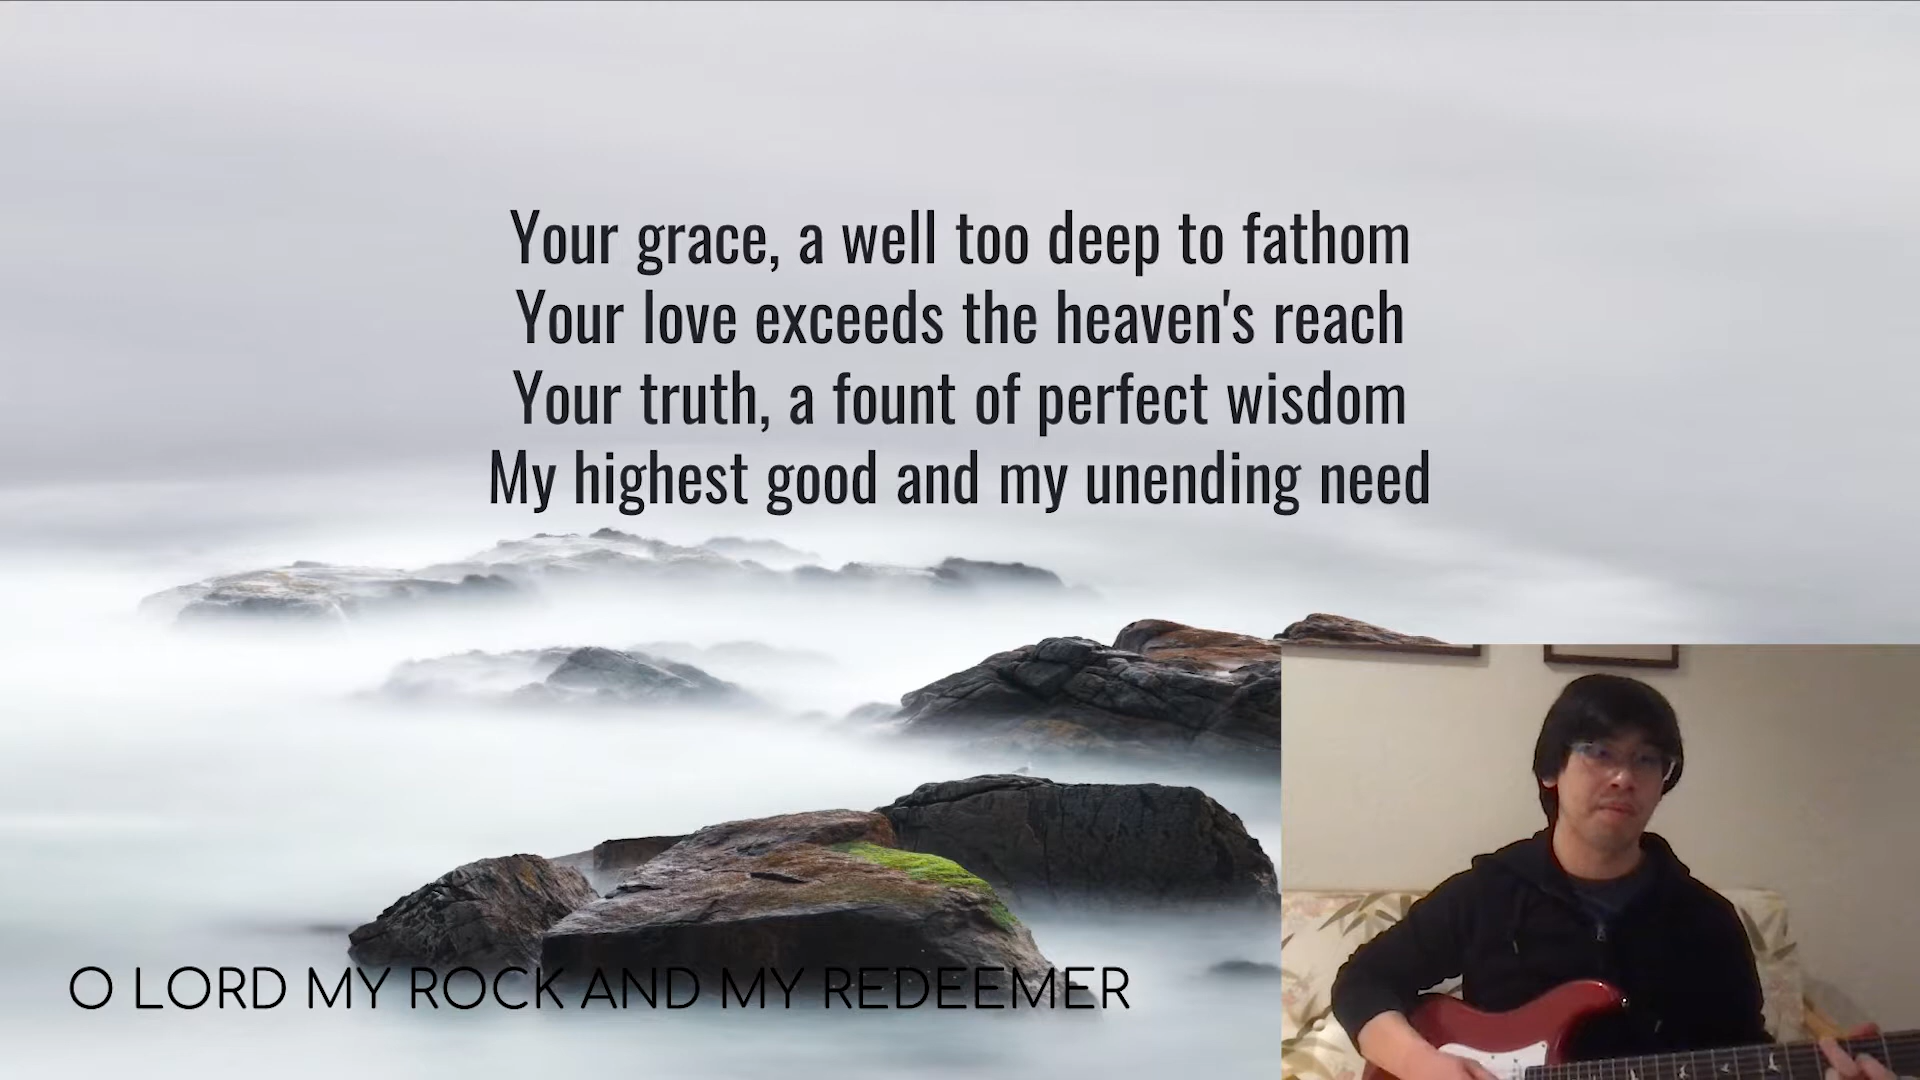 Your grace, a well too deep to fathom
Your love exceeds the heaven's reach
Your truth, a fount of perfect wisdom
My highest good and my unending need
O LORD MY ROCK AND MY REDEEMER